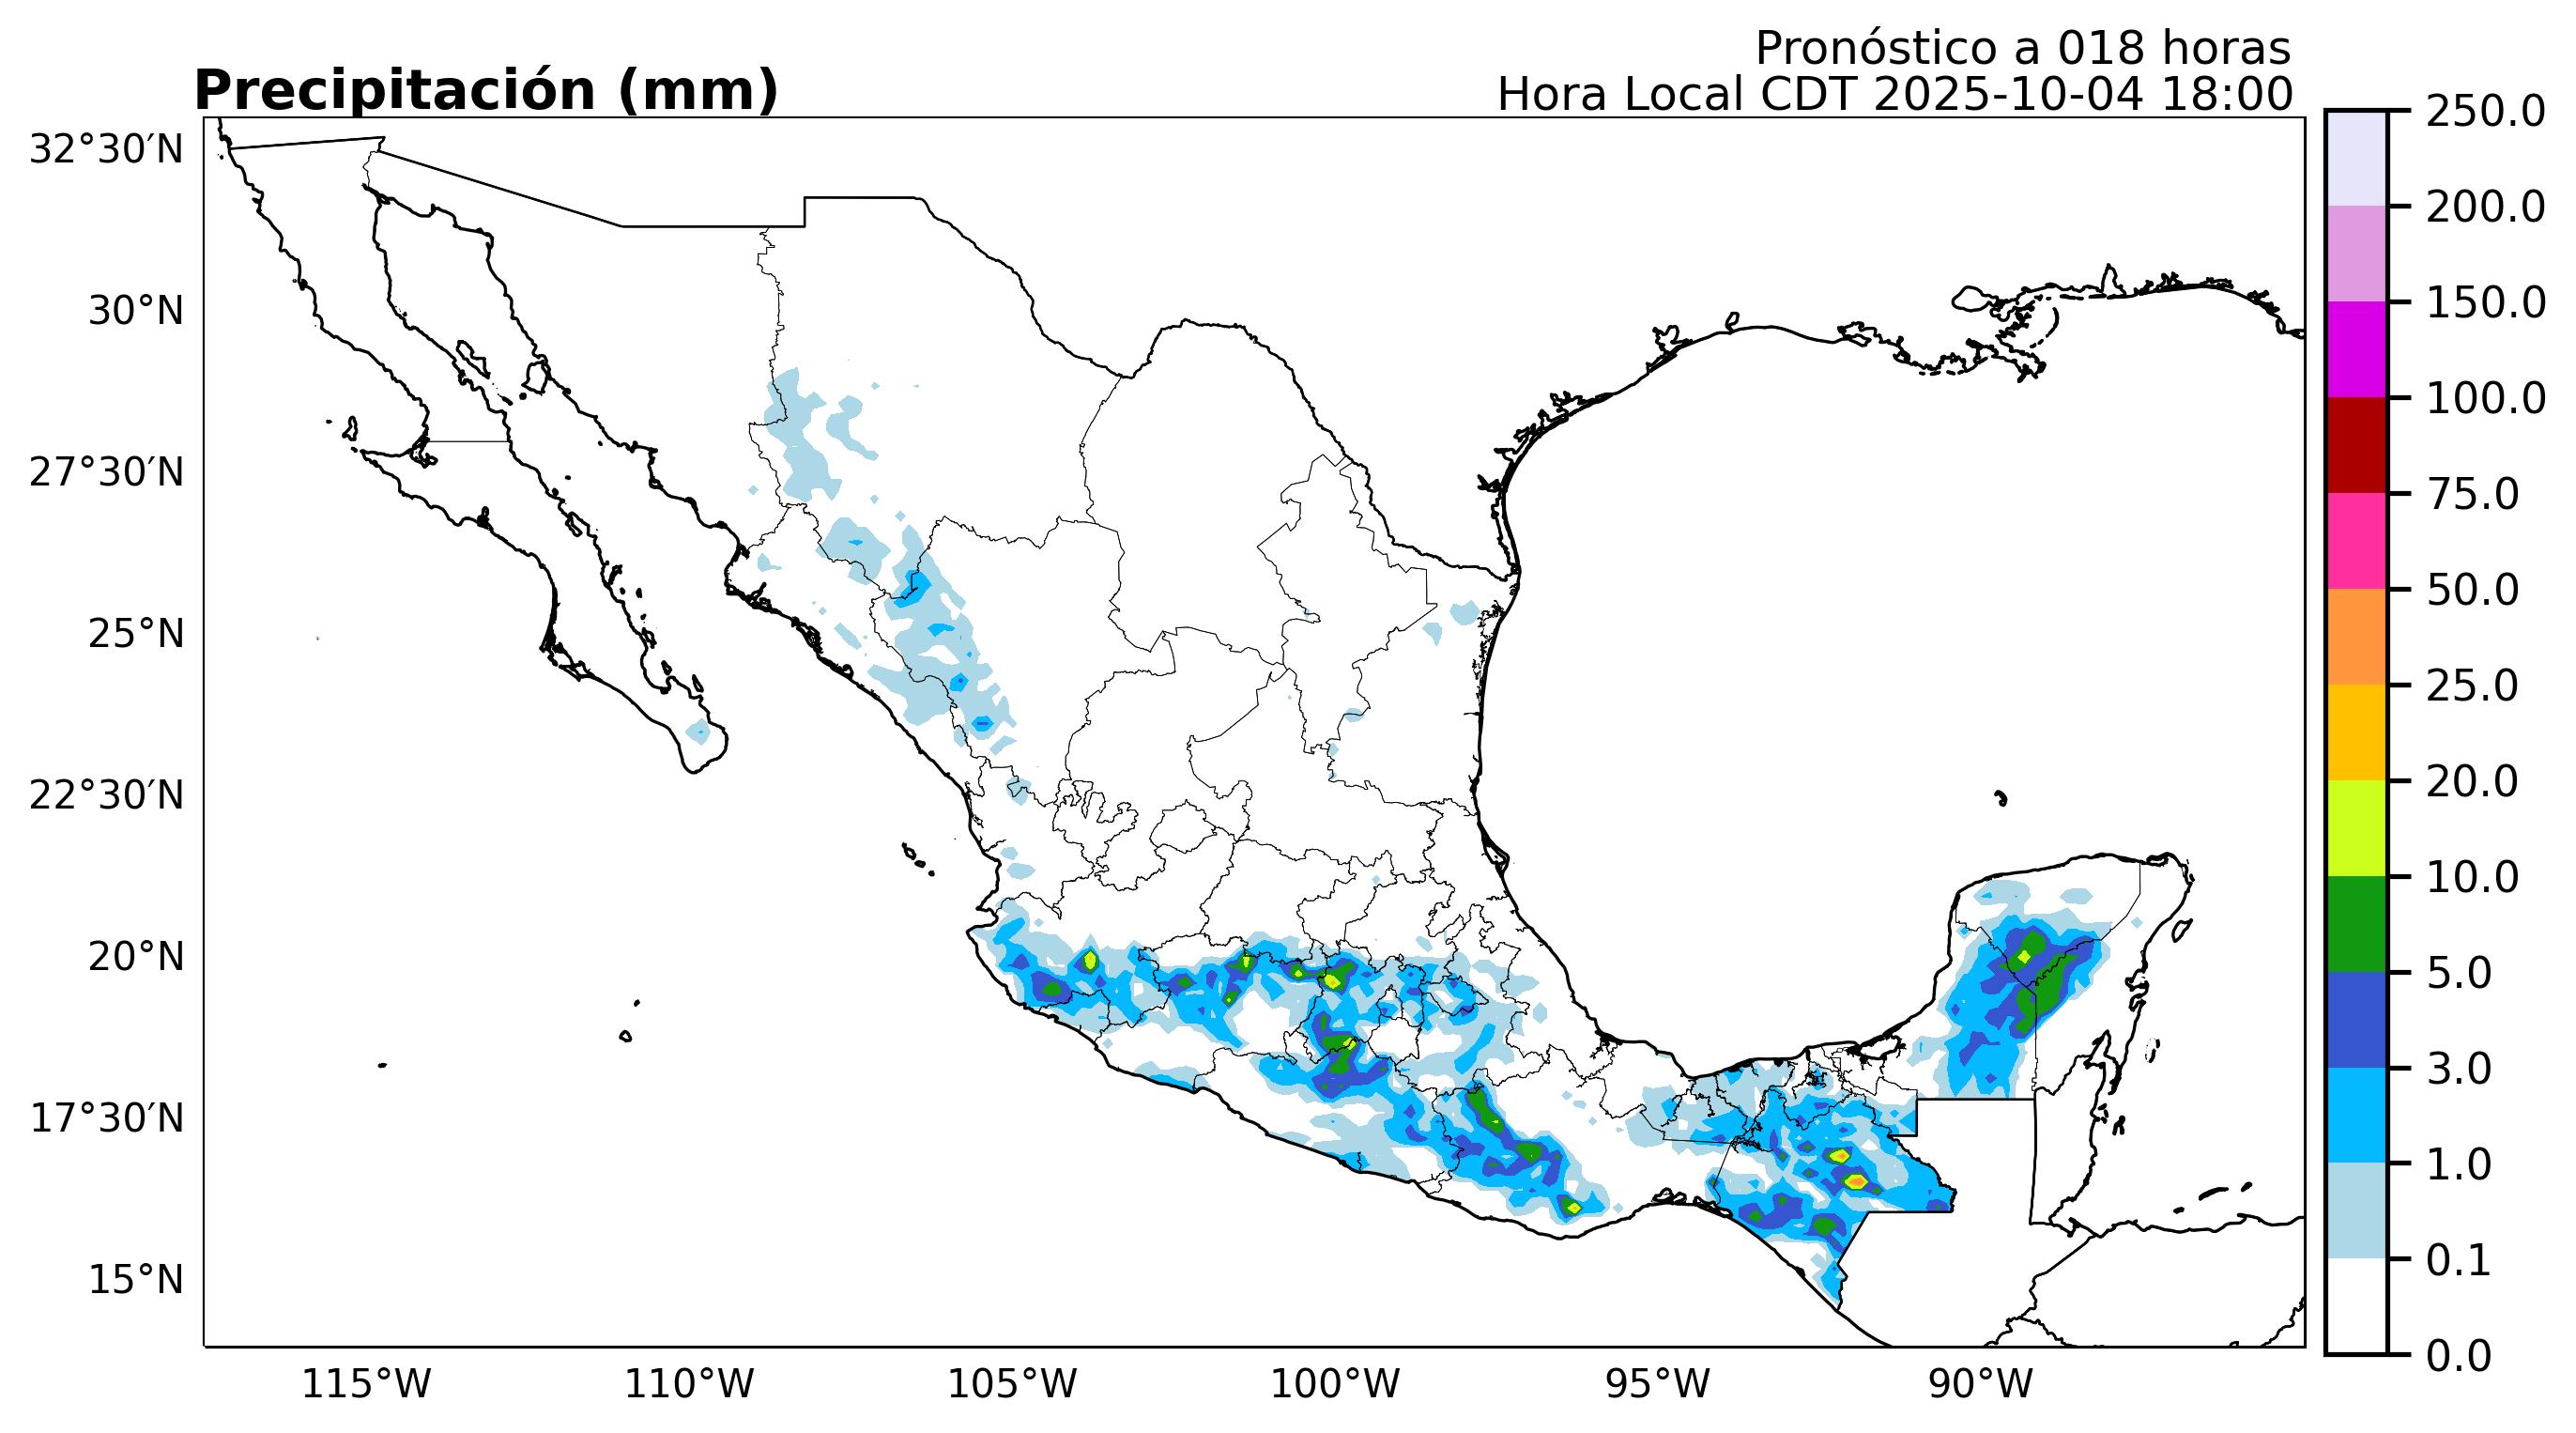 Pronóstico a 018 horas
Precipitación (mm)
Hora Local CDT 2025-10-04 18:00
32°30′N
30°N
27°30′N
25°N
22°30′N
20°N
17°30′N
15°N
115°W
110°W
105°W
100°W
95°W
90°W
250.0
200.0
150.0
100.0
75.0
50.0
25.0
20.0
10.0
5.0
3.0
1.0
0.1
0.0